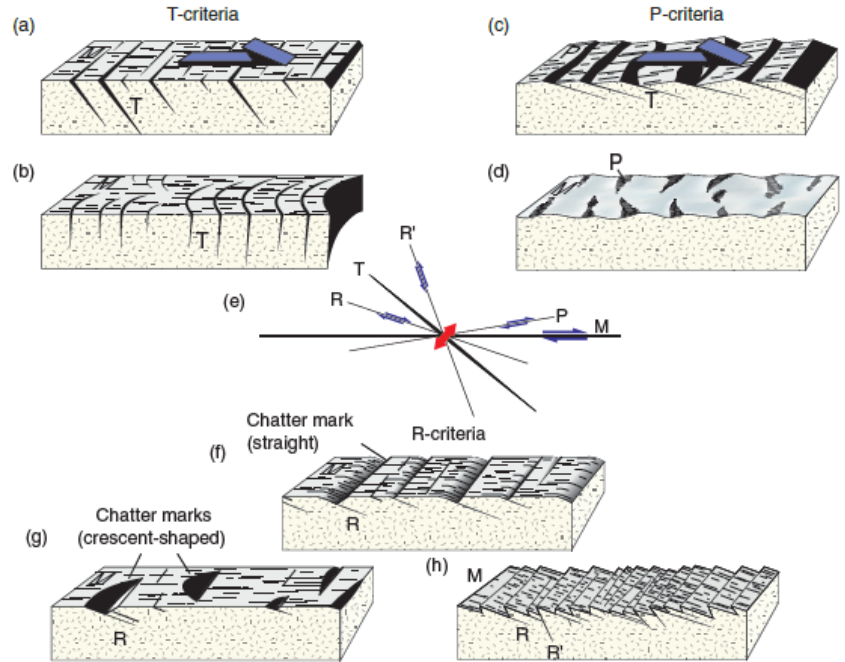 T-criteria
P-criteria
(a)
M
T
(c)
P
T
(b)
M
T
(d)
P
M
(e)
R'
T
R
P
M
R-criteria
Chatter mark
(straight)
(f)
R
Chatter marks
(crescent-shaped)
(g)
M
R
(h)
M
R
R'